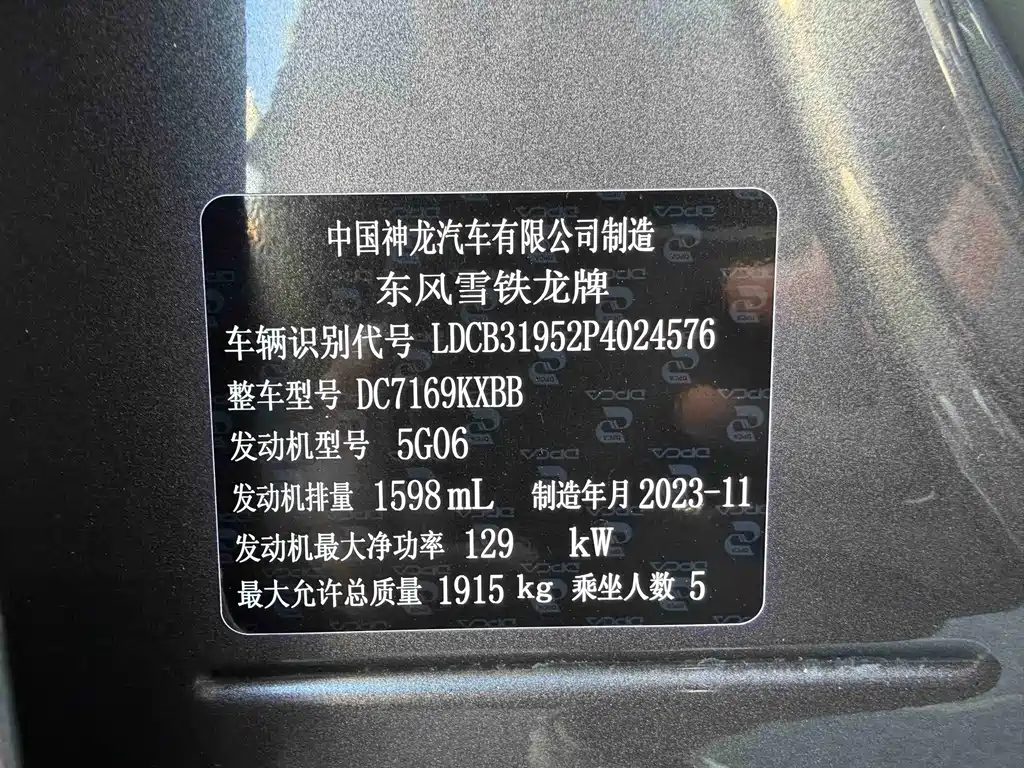 中国神龙汽车有限公司制造
东风雪铁龙牌
车辆识别代号 LDCB31952P4024576
整车型号 DC7169KXBB
发动机型号 5G06
发动机排量 1598 mL 制造年月 2023-11
发动机最大净功率 129 kW
最大允许总质量 1915 kg 乘坐人数 5